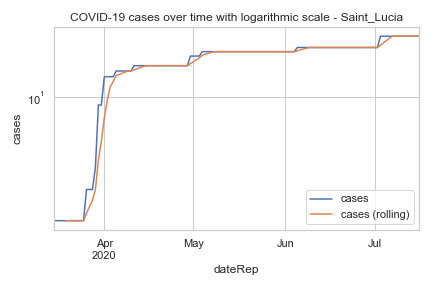 COVID-19 cases over time with logarithmic scale - Saint_Lucia
cases
10¹
cases
cases (rolling)
Apr
2020
May
Jun
Jul
dateRep